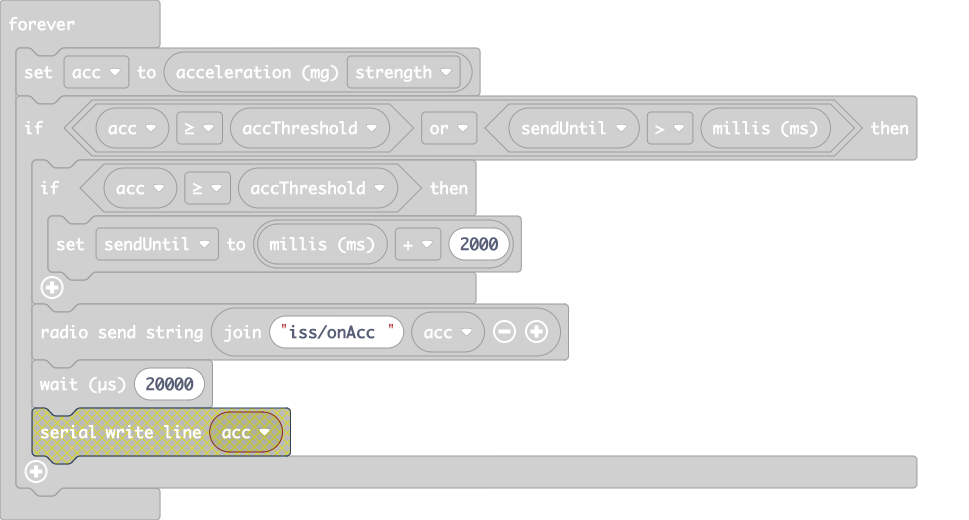 forever
set acc to acceleration (mg) strength
if acc ≥ accThreshold or sendUntil > millis (ms) then
if acc ≥ accThreshold then
set sendUntil to millis (ms) + 2000
radio send string join "iss/onAcc " acc
wait (µs) 20000
serial write line acc